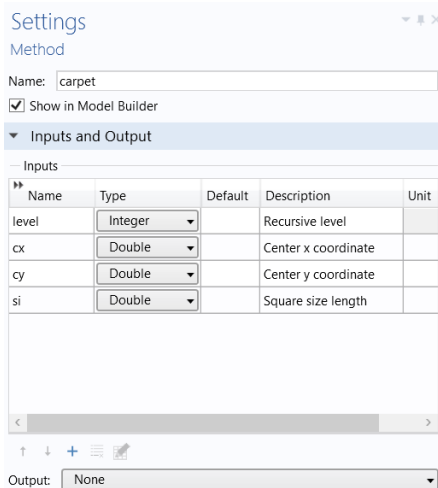 Settings
Method
Name: carpet
Show in Model Builder
Inputs and Output
Inputs
Name Type Default Description Unit
level Integer Recursive level
cx Double Center x coordinate
cy Double Center y coordinate
si Double Square size length
Output: None